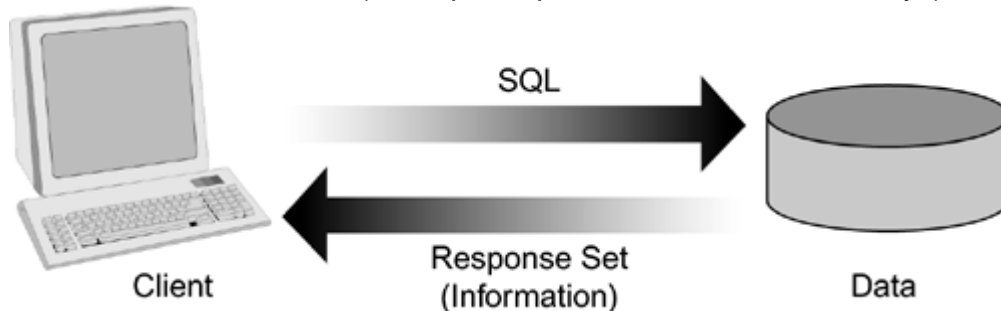 SQL
Response Set
(Information)
Client
Data